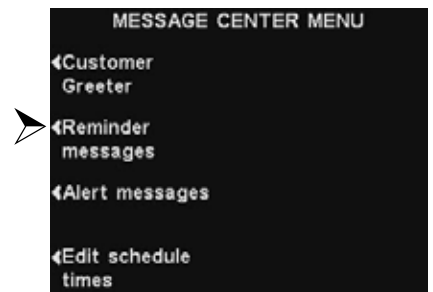 MESSAGE CENTER MENU
Customer
Greeter
Reminder
messages
Alert messages
Edit schedule
times